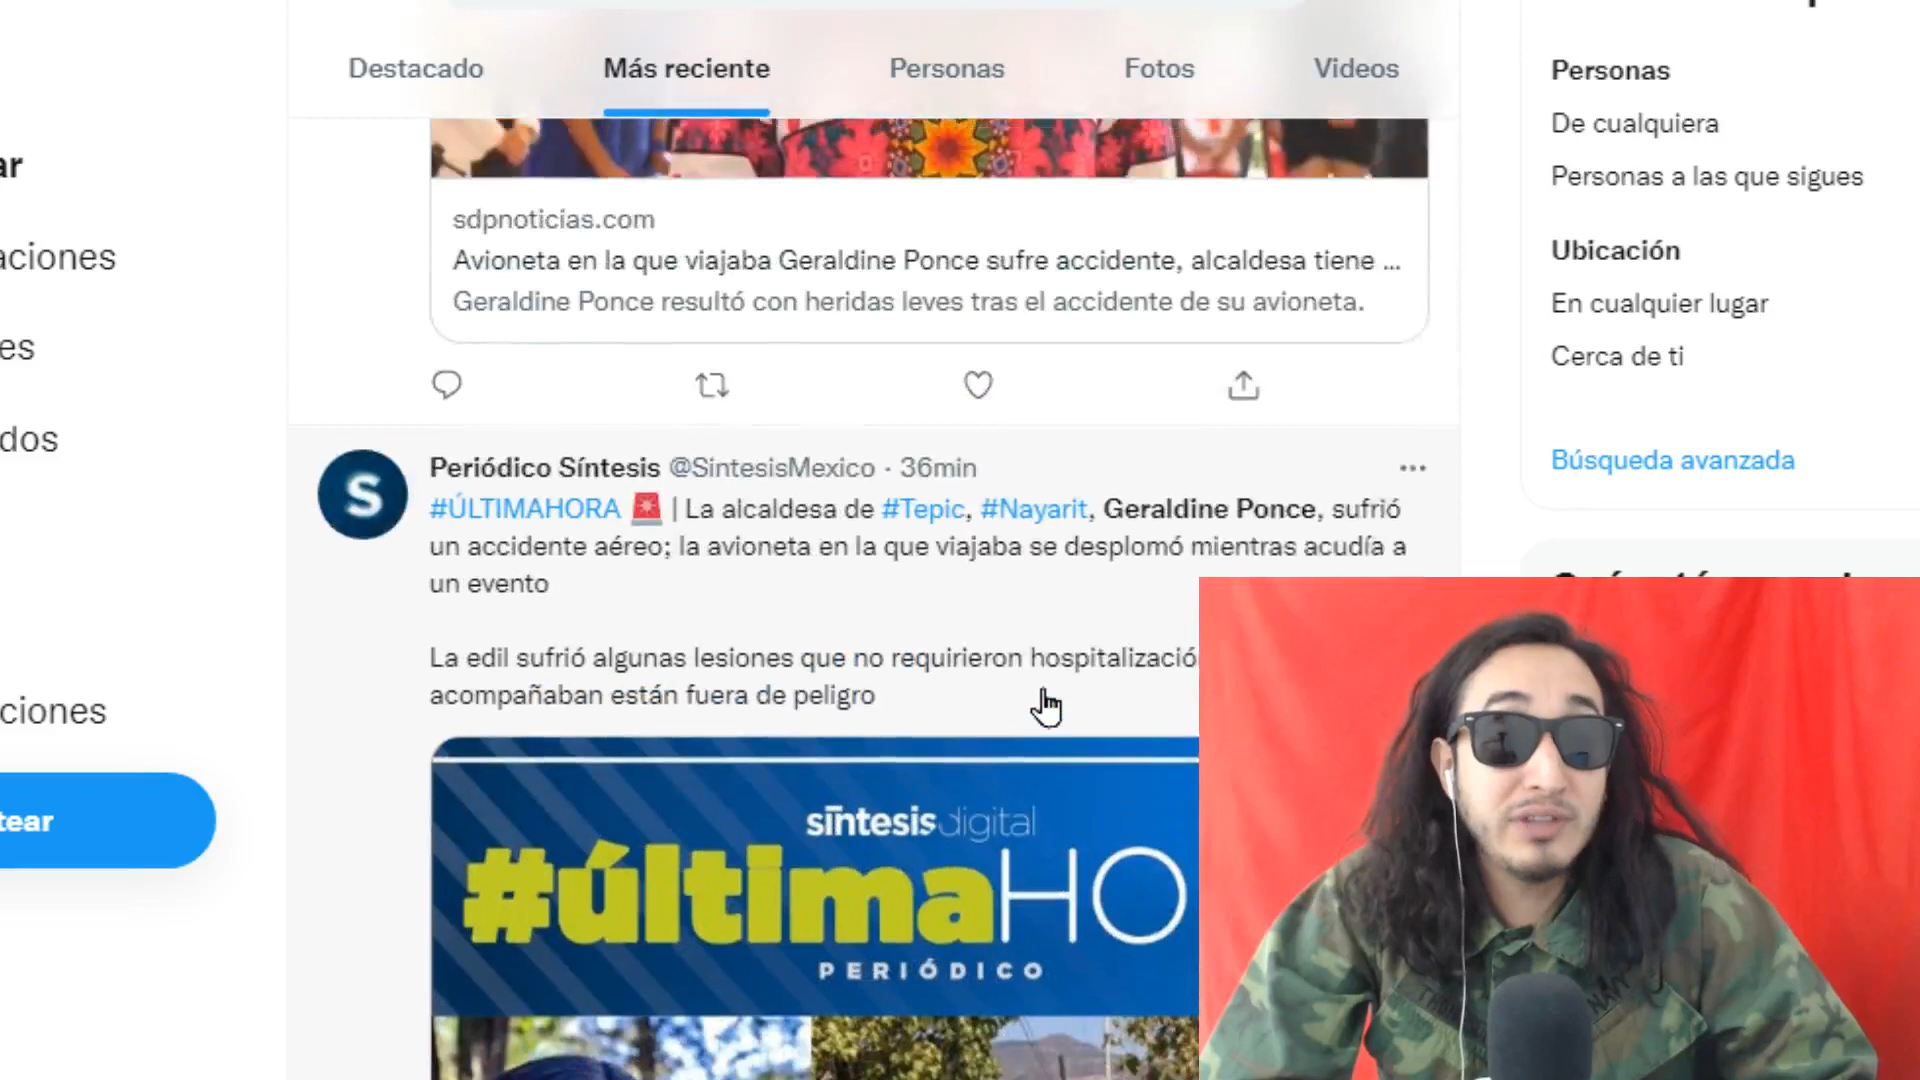 Destacado
Más reciente
Personas
Fotos
Videos
sdpnoticias.com
Avioneta en la que viajaba Geraldine Ponce sufre accidente, alcaldesa tiene ...
Geraldine Ponce resultó con heridas leves tras el accidente de su avioneta.
Periódico Síntesis @SintesisMexico · 36min
#ÚLTIMAHORA 🚨 | La alcaldesa de #Tepic, #Nayarit, Geraldine Ponce, sufrió
un accidente aéreo; la avioneta en la que viajaba se desplomó mientras acudía a
un evento
La edil sufrió algunas lesiones que no requirieron hospitalizació
acompañaban están fuera de peligro
S
síntesis digital
#últimaHO
PERIÓDICO
ar
aciones
es
dos
ciones
tear
Personas
De cualquiera
Personas a las que sigues
Ubicación
En cualquier lugar
Cerca de ti
Búsqueda avanzada
NAVY